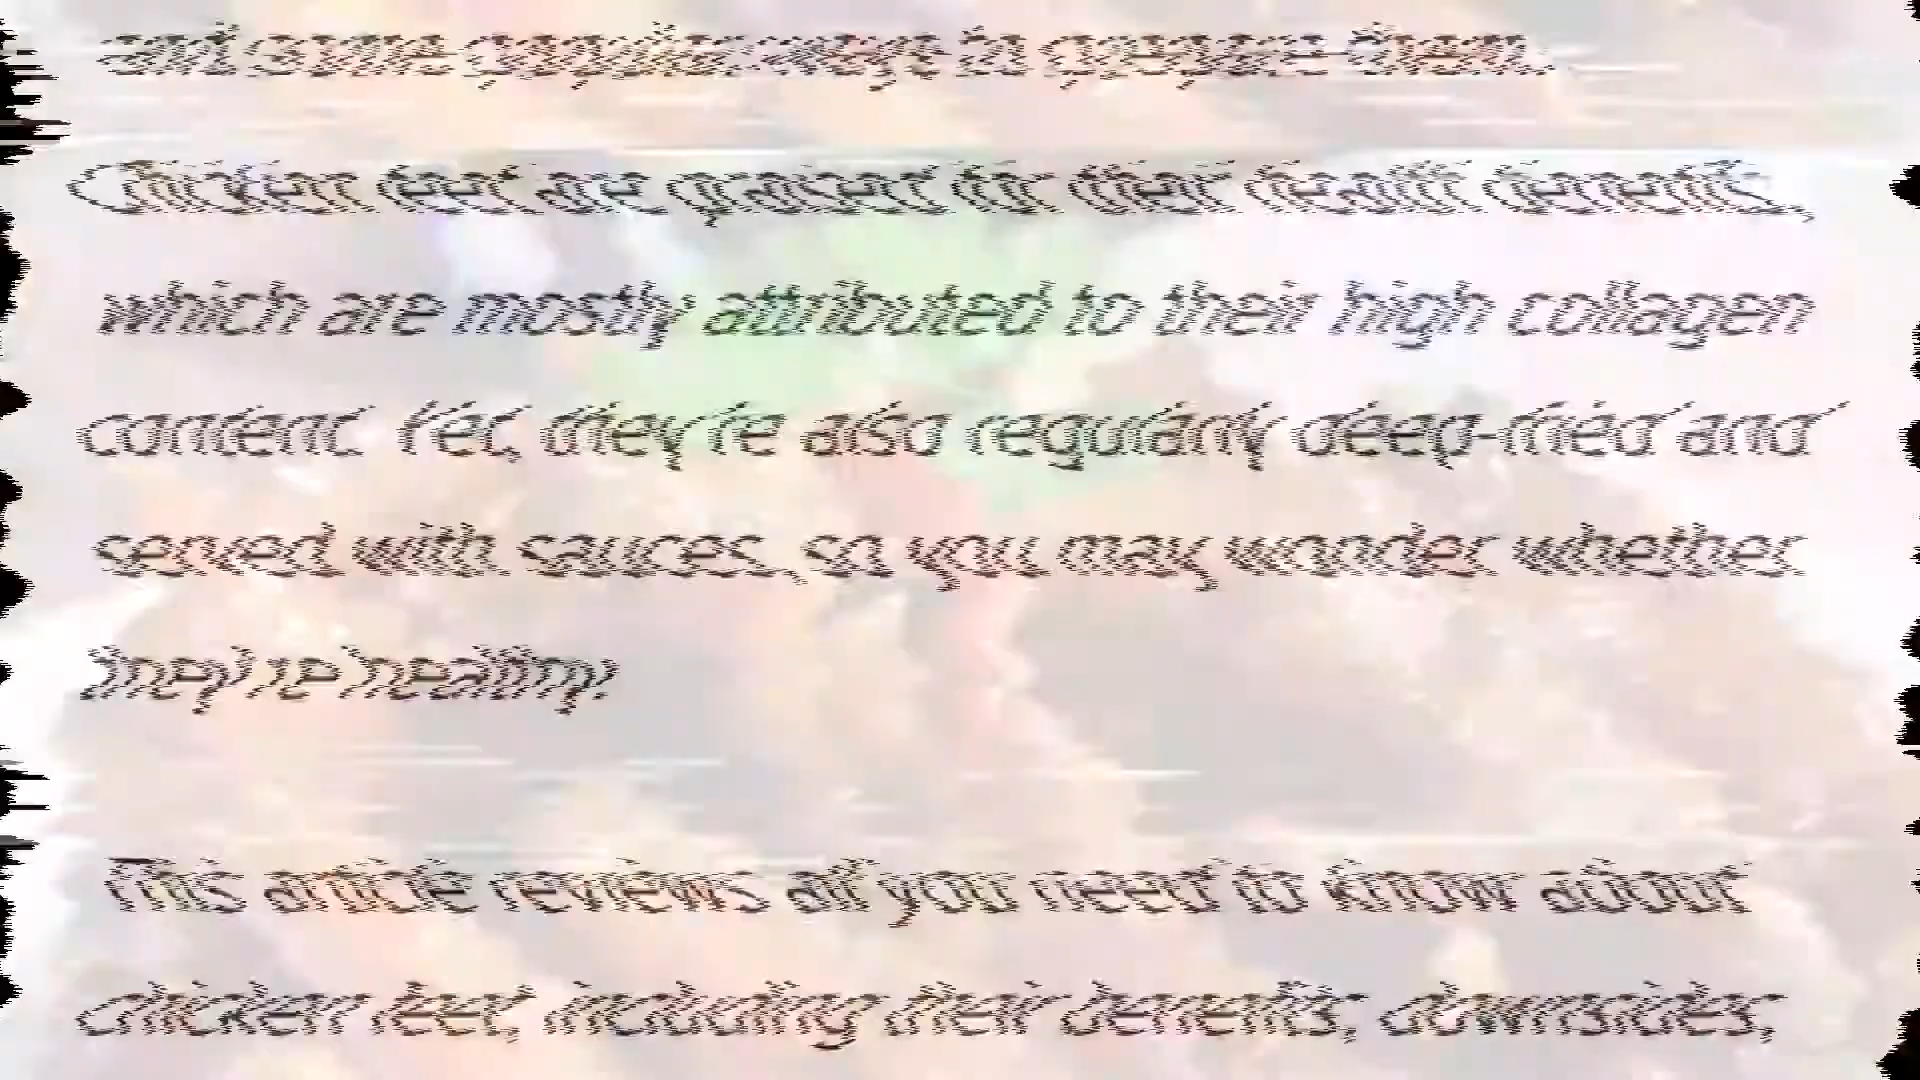 and some popular ways to prepare them.
Chicken feet are praised for their health benefits,
which are mostly attributed to their high collagen
content. Yet, they're also regularly deep-fried and
served with sauces, so you may wonder whether
they're healthy.
This article reviews all you need to know about
chicken feet, including their benefits, downsides,